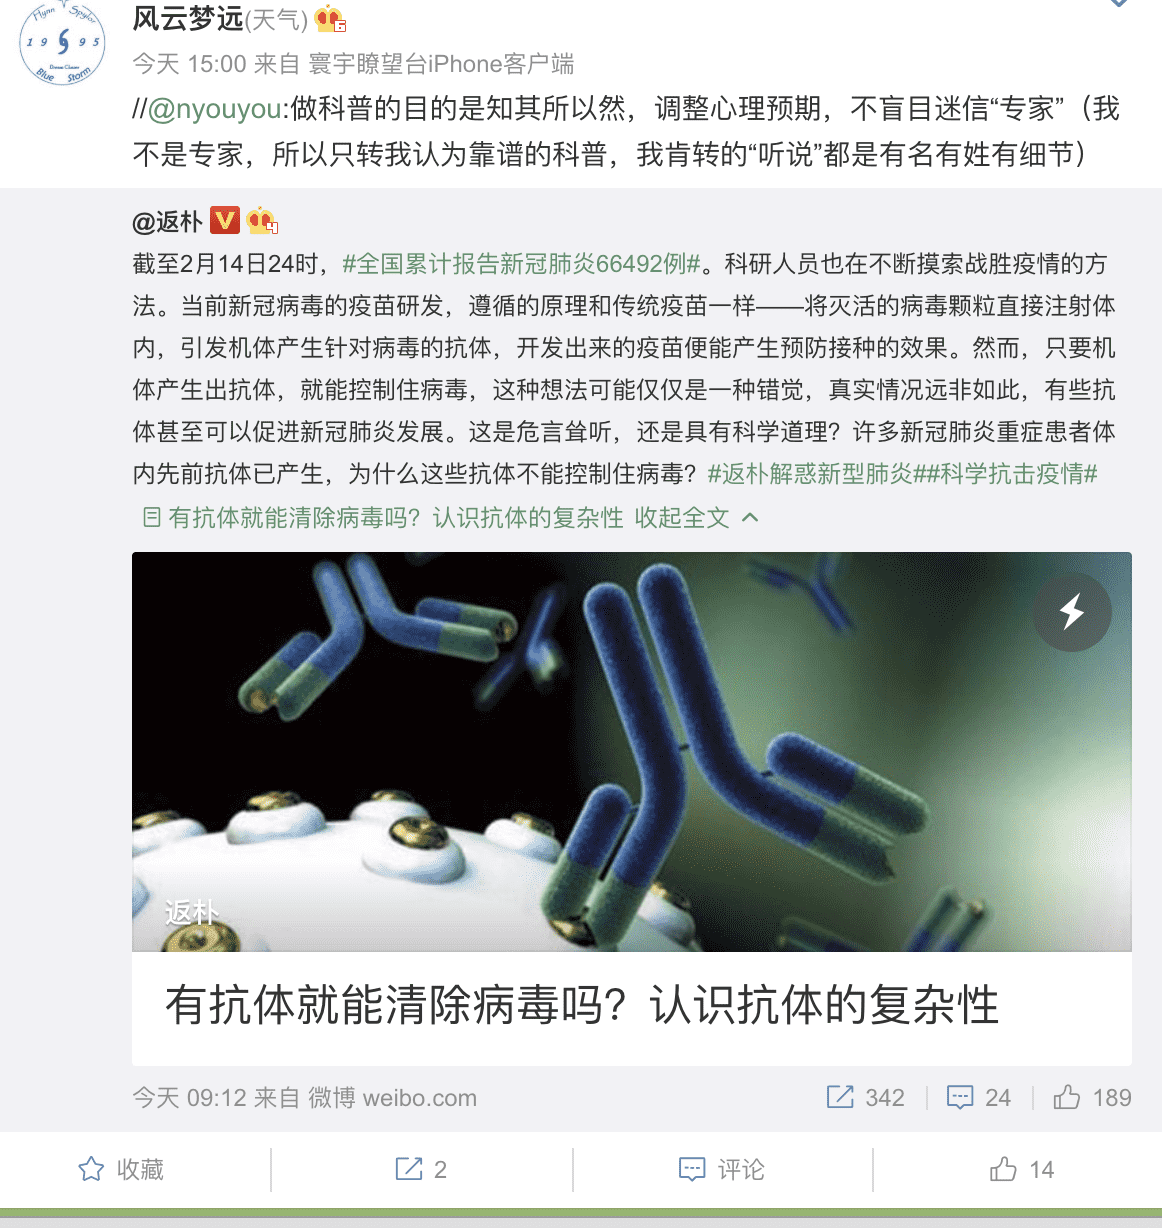 Flynn Spylor
1995
Dream Chaser
Blue Storm
风云梦远(天气)
6
今天 15:00 来自 寰宇瞭望台iPhone客户端
//@nyouyou:做科普的目的是知其所以然，调整心理预期，不盲目迷信“专家”（我
不是专家，所以只转我认为靠谱的科普，我肯转的“听说”都是有名有姓有细节）
@返朴 V 4
截至2月14日24时，#全国累计报告新冠肺炎66492例#。科研人员也在不断摸索战胜疫情的方
法。当前新冠病毒的疫苗研发，遵循的原理和传统疫苗一样——将灭活的病毒颗粒直接注射体
内，引发机体产生针对病毒的抗体，开发出来的疫苗便能产生预防接种的效果。然而，只要机
体产生出抗体，就能控制住病毒，这种想法可能仅仅是一种错觉，真实情况远非如此，有些抗
体甚至可以促进新冠肺炎发展。这是危言耸听，还是具有科学道理？许多新冠肺炎重症患者体
内先前抗体已产生，为什么这些抗体不能控制住病毒？#返朴解惑新型肺炎##科学抗击疫情#
有抗体就能清除病毒吗？认识抗体的复杂性 收起全文
返朴
有抗体就能清除病毒吗？认识抗体的复杂性
今天 09:12 来自 微博 weibo.com 342 24 189
收藏 2 评论 14